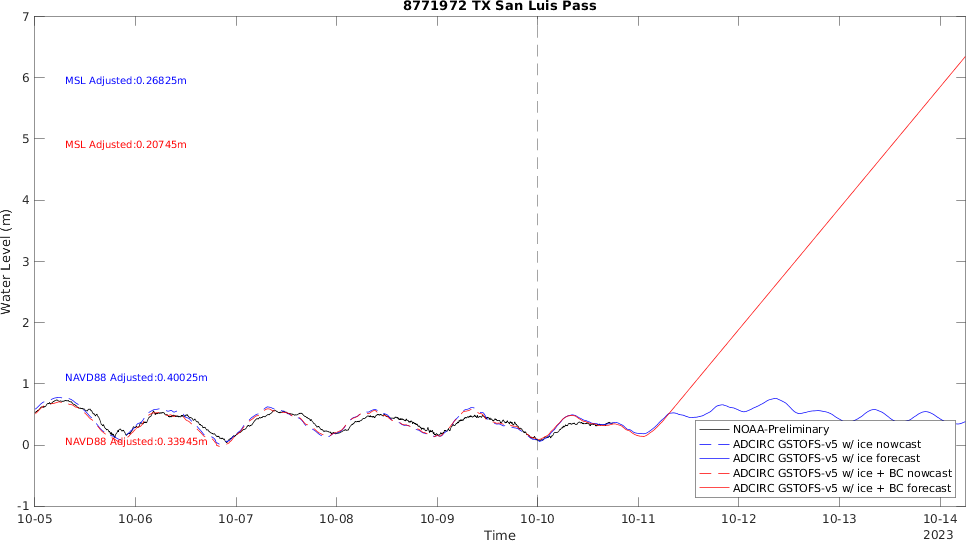 8771972 TX San Luis Pass
7
6
5
4
3
2
1
0
-1
Water Level (m)
MSL Adjusted:0.26825m
MSL Adjusted:0.20745m
NAVD88 Adjusted:0.40025m
NAVD88 Adjusted:0.33945m
NOAA-Preliminary
ADCIRC GSTOFS-v5 w/ ice nowcast
ADCIRC GSTOFS-v5 w/ ice forecast
ADCIRC GSTOFS-v5 w/ ice + BC nowcast
ADCIRC GSTOFS-v5 w/ ice + BC forecast
10-05 10-06 10-07 10-08 10-09 10-10 10-11 10-12 10-13 10-14
2023
Time